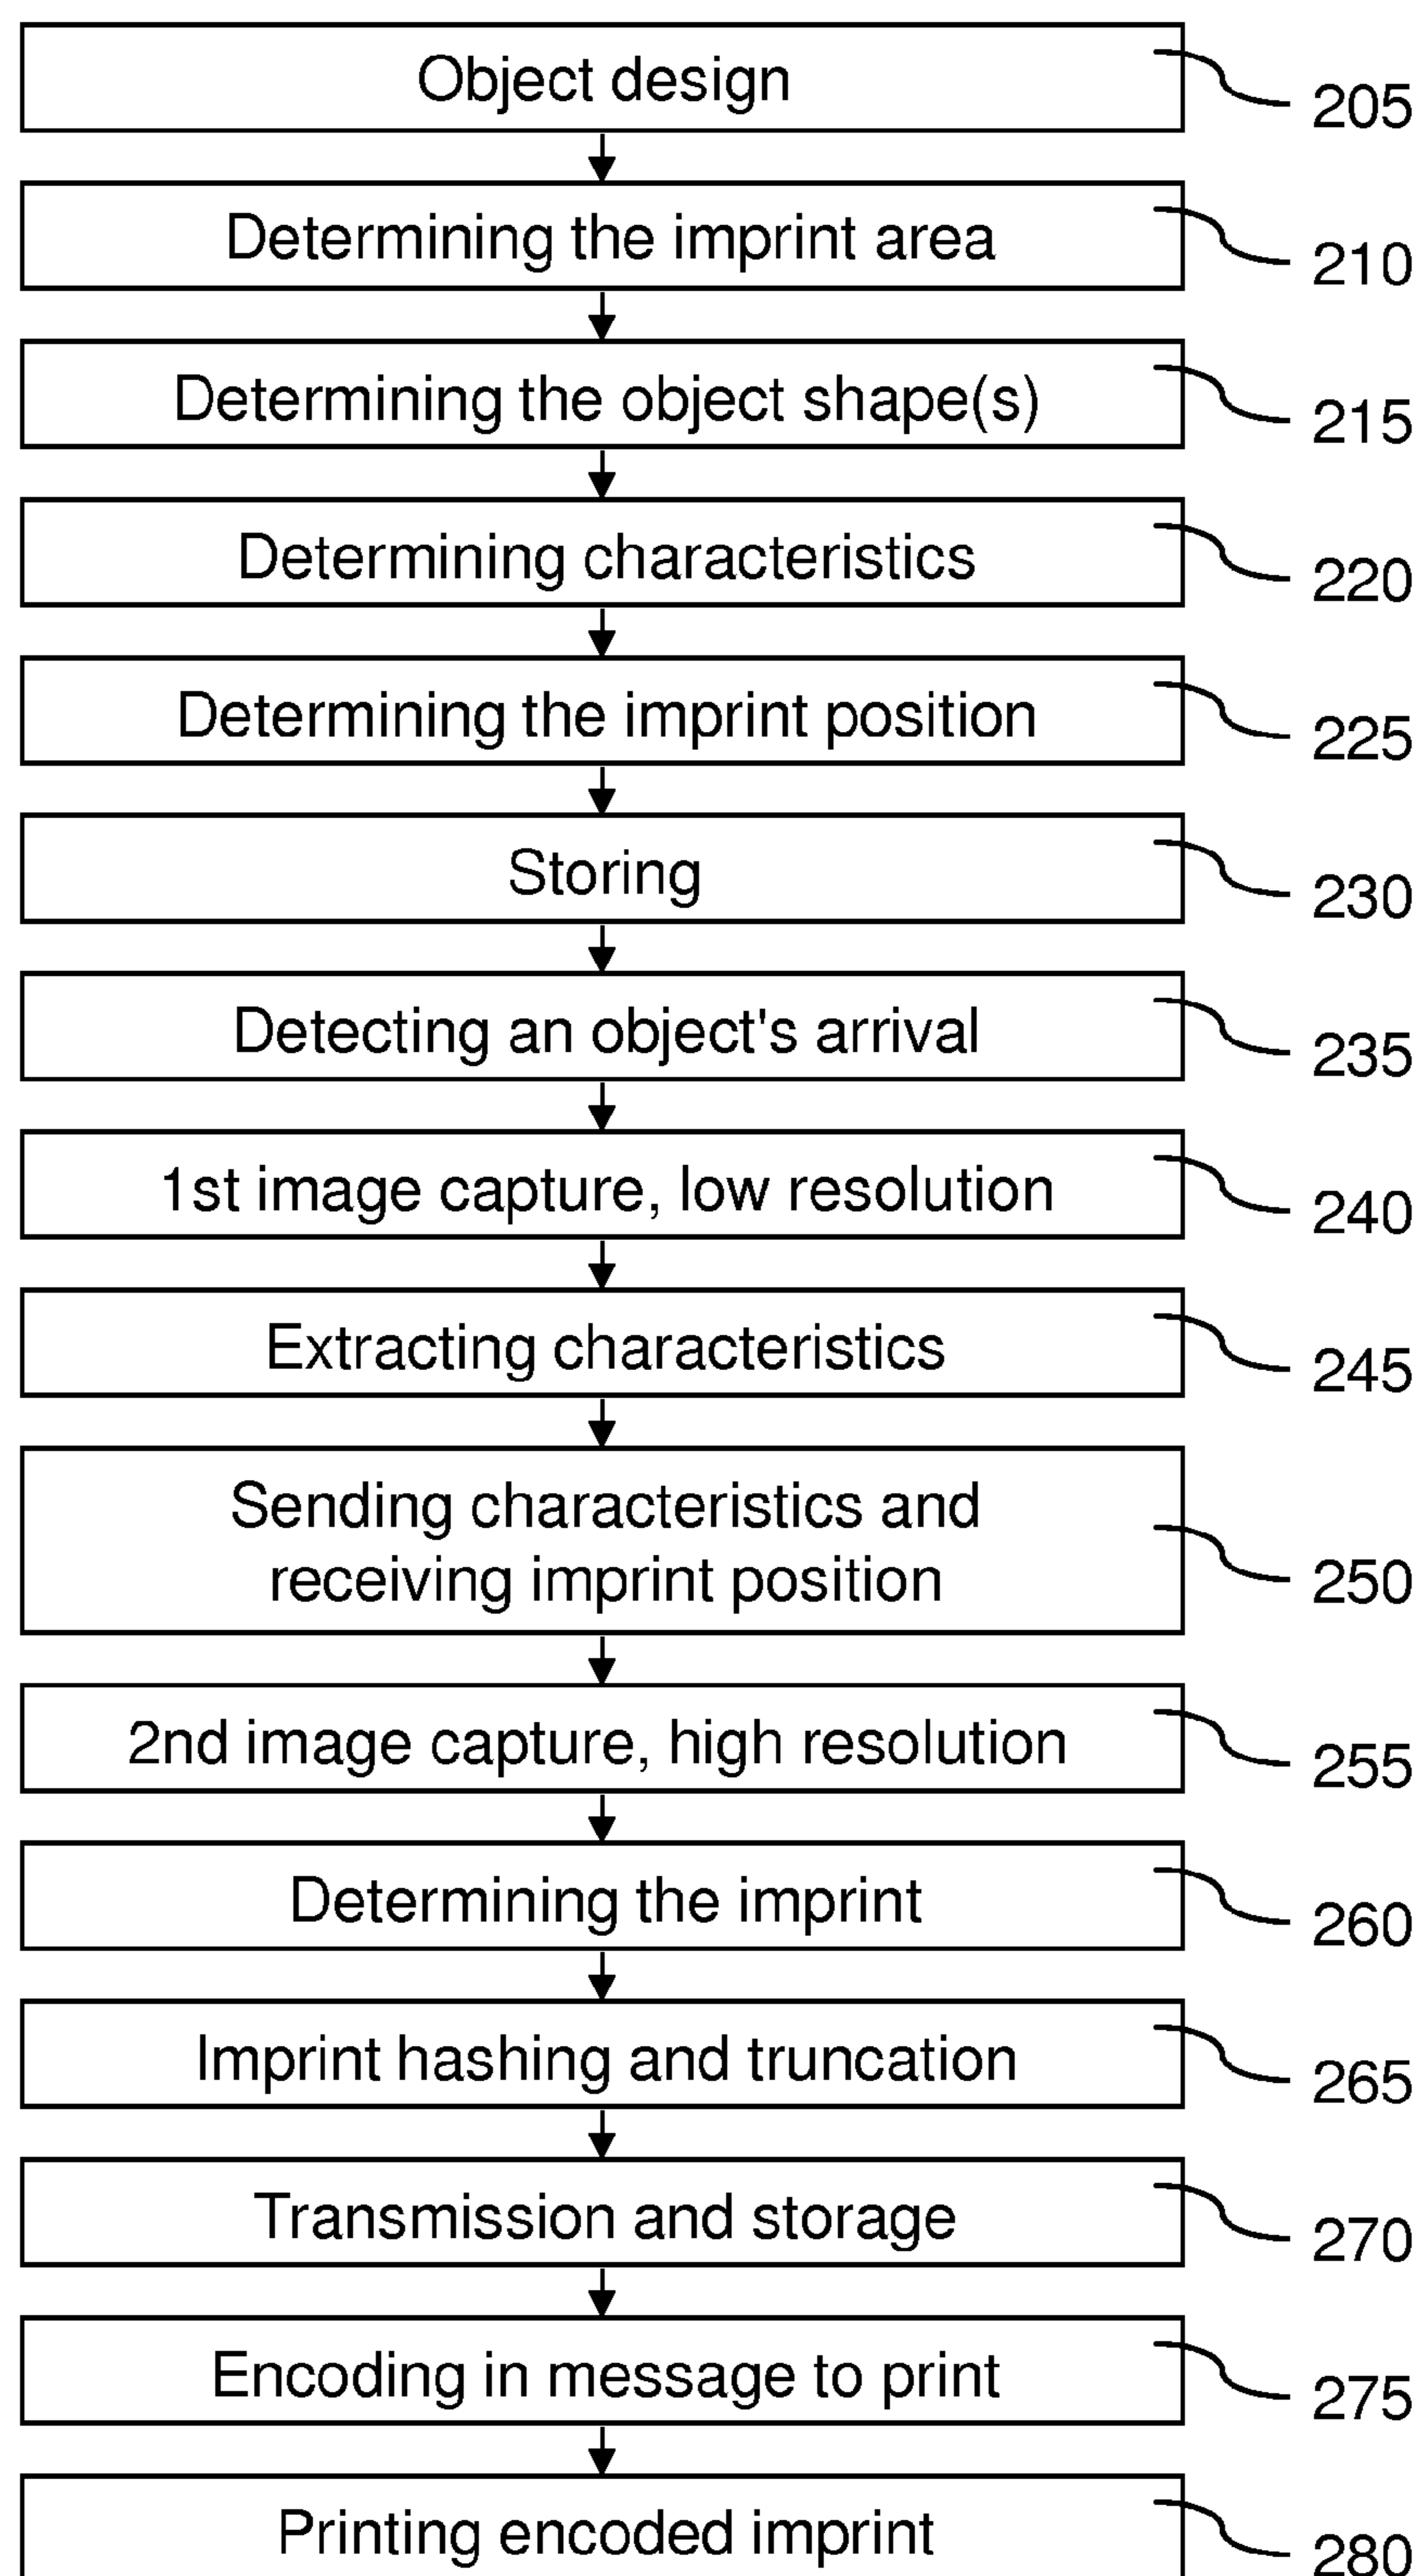 Object design
205
Determining the imprint area
210
Determining the object shape(s)
215
Determining characteristics
220
Determining the imprint position
225
Storing
230
Detecting an object's arrival
235
1st image capture, low resolution
240
Extracting characteristics
245
Sending characteristics and
receiving imprint position
250
2nd image capture, high resolution
255
Determining the imprint
260
Imprint hashing and truncation
265
Transmission and storage
270
Encoding in message to print
275
Printing encoded imprint
280